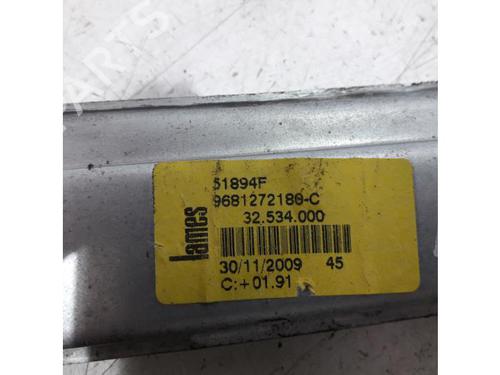 51894F
9681272180-C
32.534.000
lames
30/11/2009 45
C:+01.91